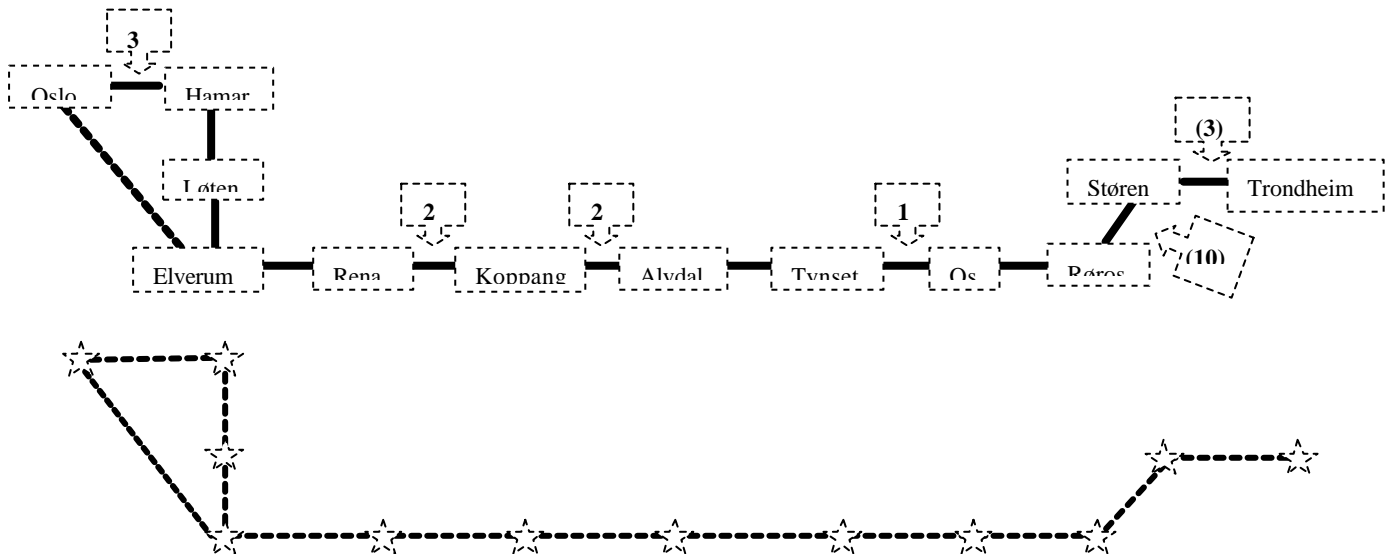 3
Oslo
Hamar
(3)
Løten
Støren
Trondheim
2
2
1
(10)
Elverum
Rena
Koppang
Alvdal
Tynset
Os
Røros